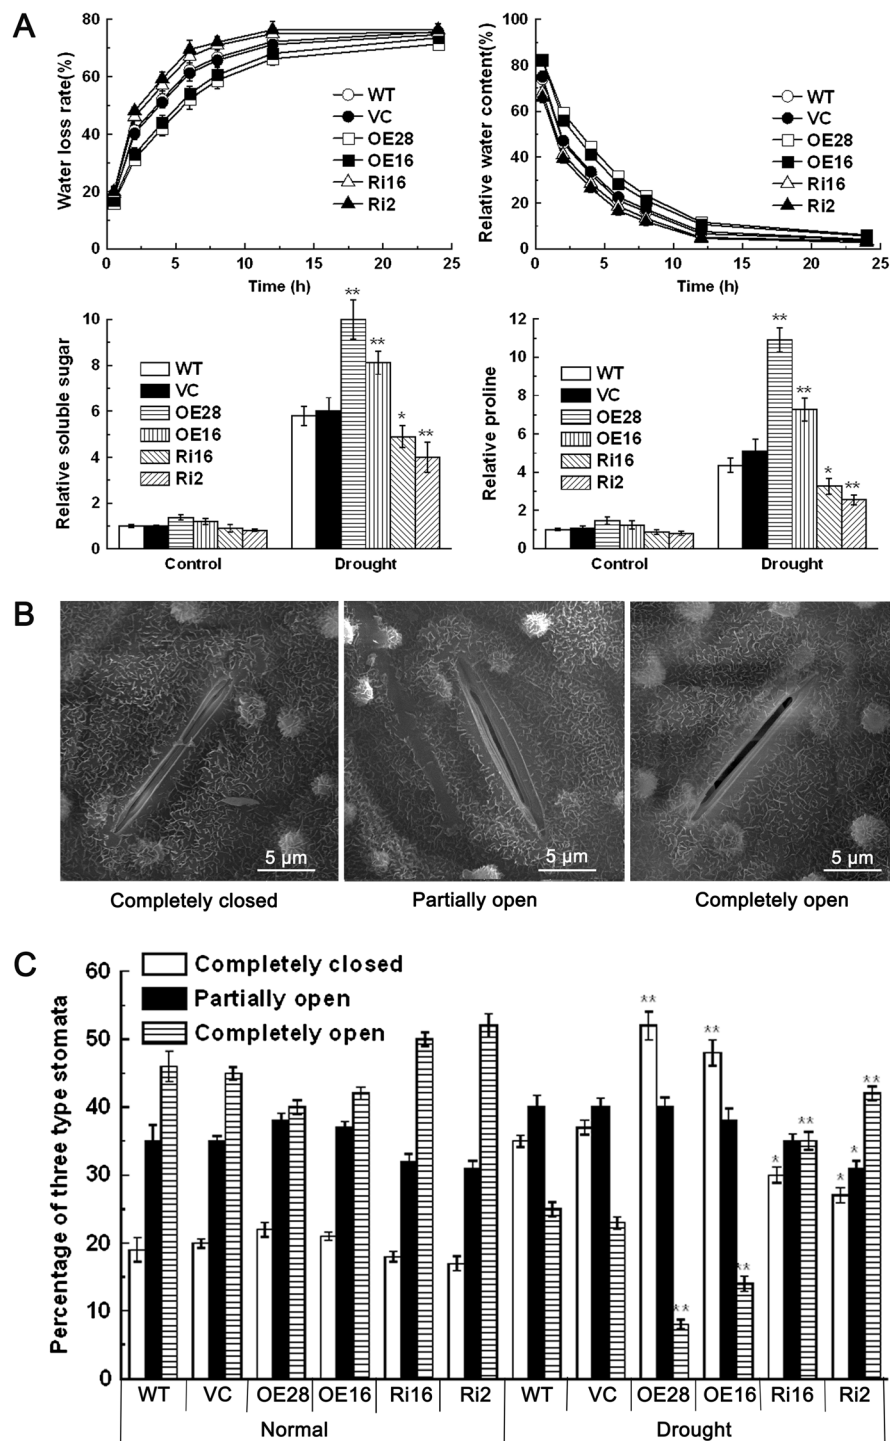 A
Water loss rate(%)
80
60
40
20
0
WT
VC
OE28
OE16
Ri16
Ri2
0 5 10 15 20 25
Time (h)
Relative water content(%)
100
80
60
40
20
0
WT
VC
OE28
OE16
Ri16
Ri2
0 5 10 15 20 25
Time (h)
Relative soluble sugar
10
8
6
4
2
0
WT
VC
OE28
OE16
Ri16
Ri2
**
**
*
**
Control Drought
Relative proline
12
10
8
6
4
2
0
WT
VC
OE28
OE16
Ri16
Ri2
**
**
*
**
Control Drought
B
5 μm
5 μm
5 μm
Completely closed
Partially open
Completely open
C
Percentage of three type stomata
60
50
40
30
20
10
0
Completely closed
Partially open
Completely open
** ** ** ** * ** * * **
WT VC OE28 OE16 Ri16 Ri2 WT VC OE28 OE16 Ri16 Ri2
Normal Drought